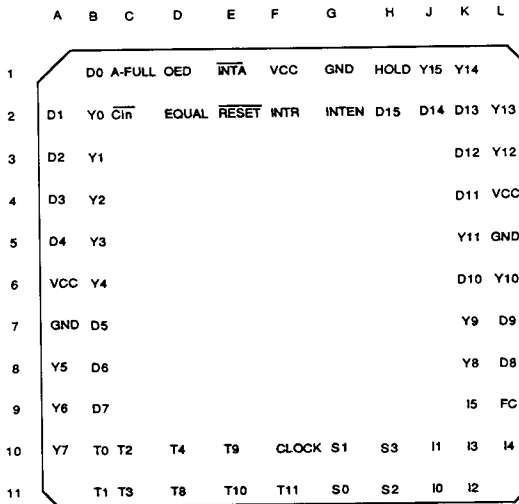 A B C D E F G H J K L
1 D0 A-FULL OED I̅N̅T̅A̅ VCC GND HOLD Y15 Y14
2 D1 Y0 C̅i̅n̅ EQUAL R̅E̅S̅E̅T̅ INTR INTEN D15 D14 D13 Y13
3 D2 Y1 D12 Y12
4 D3 Y2 D11 VCC
5 D4 Y3 Y11 GND
6 VCC Y4 D10 Y10
7 GND D5 Y9 D9
8 Y5 D6 Y8 D8
9 Y6 D7 I5 FC
10 Y7 T0 T2 T4 T9 CLOCK S1 S3 I1 I3 I4
11 T1 T3 T8 T10 T11 S0 S2 I0 I2